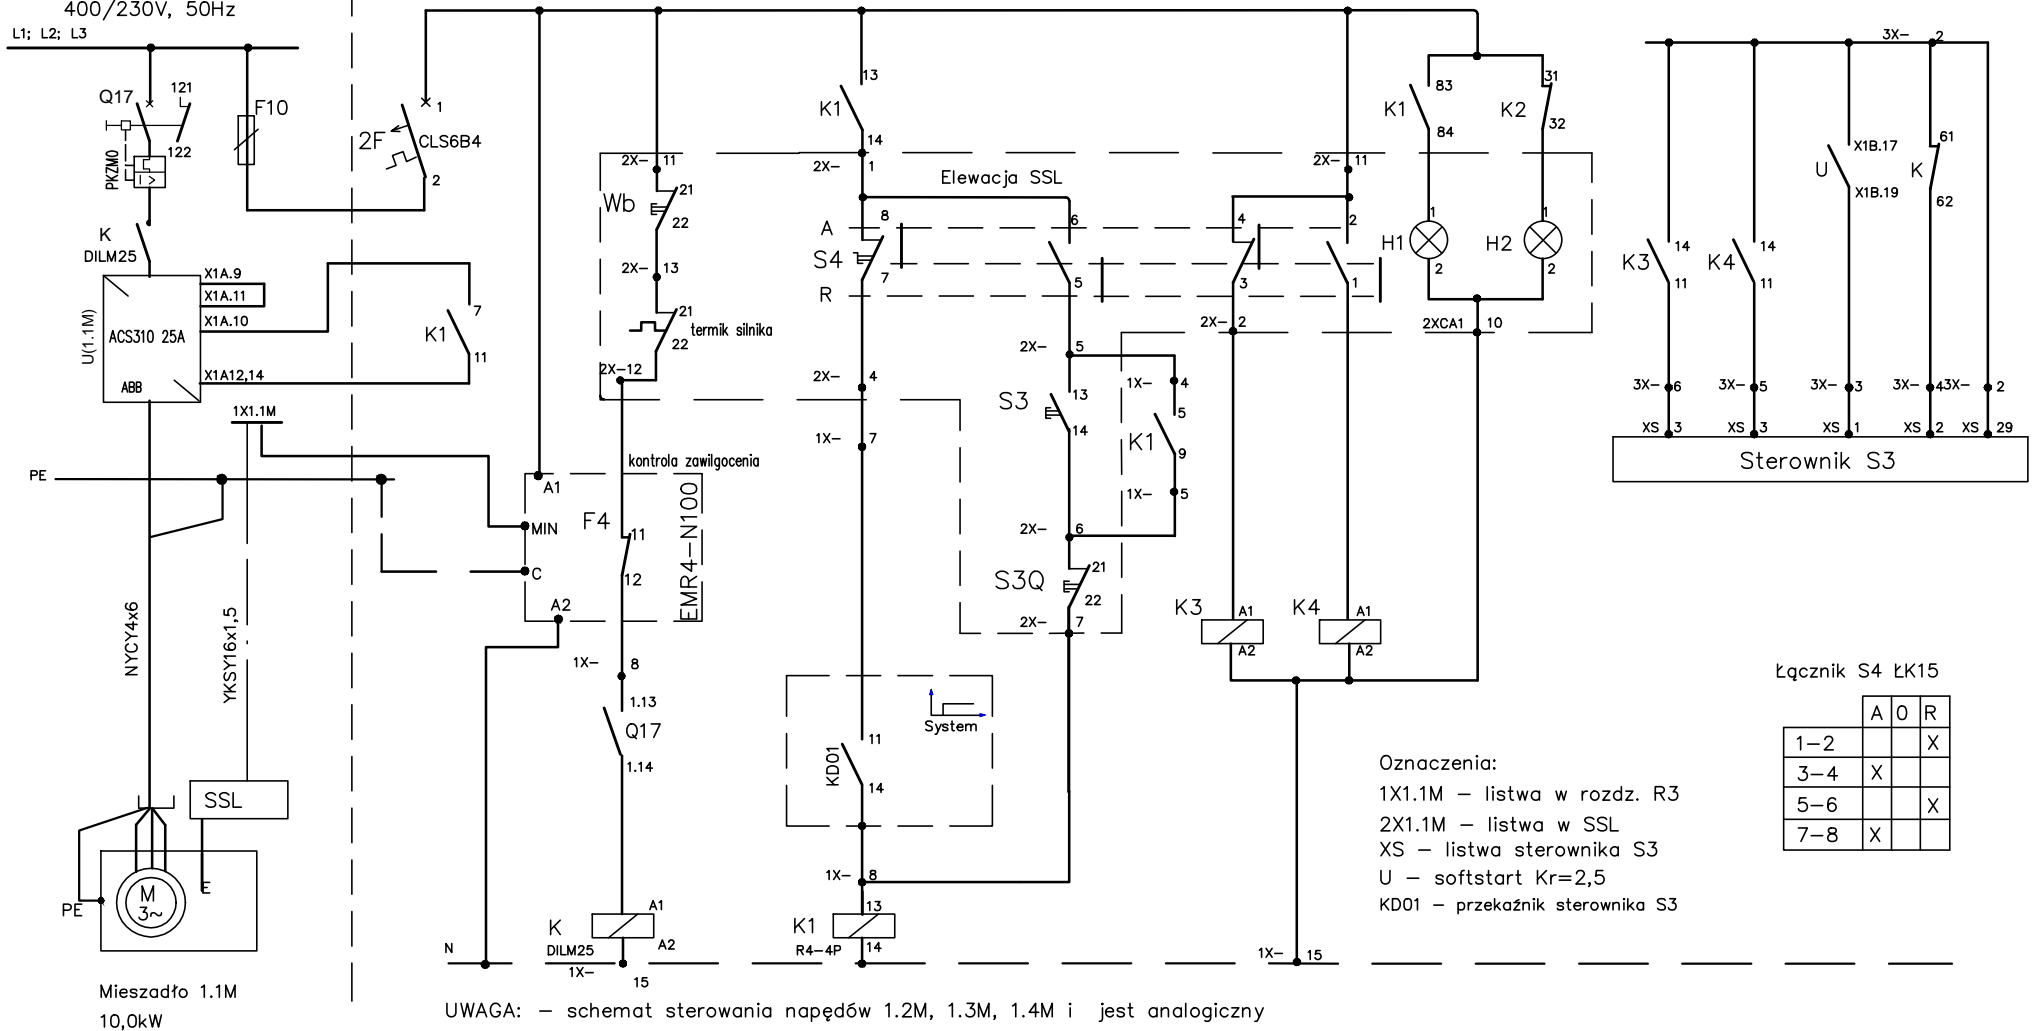 400/230V, 50Hz
L1; L2; L3
Q17
121
122
PKZM0
I >
F10
2F
1
CLS6B4
2
K
DILM25
U(1.1M)
ACS310 25A
ABB
X1A.9
X1A.11
X1A.10
X1A12,14
K1
7
11
1X1.1M
PE
NYCY4x6
YKSY16x1,5
SSL
M
3~
E
PE
Mieszadło 1.1M
10,0kW
2X- 11
Wb
21
22
2X- 13
21
termik silnika
22
2X-12
kontrola zawilgocenia
A1
MIN
C
A2
EMR4-N100
F4
11
12
1X- 8
1.13
Q17
1.14
K
DILM25
A1
A2
N
1X- 15
13
K1
14
2X- 1
Elewacja SSL
A
S4
R
8
7
6
5
4
3
2
1
2X- 4
1X- 7
System
KD01
11
14
1X- 8
13
K1
R4-4P
14
2X- 5
S3
13
14
1X- 4
5
K1
9
1X- 5
2X- 6
S3Q
21
22
2X- 7
2X- 11
2X- 2
K3
A1
A2
K4
A1
A2
1X- 15
K1
83
84
K2
31
32
H1
1
2
H2
1
2
2XCA1 10
3X- 2
K3
14
11
K4
14
11
U
X1B.17
X1B.19
K
61
62
3X- 6
3X- 5
3X- 3
3X- 4
3X- 2
XS 3
XS 3
XS 1
XS 2
XS 29
Sterownik S3
Łącznik S4 ŁK15
A 0 R
1-2 X
3-4 X
5-6 X
7-8 X
Oznaczenia:
1X1.1M - listwa w rozdz. R3
2X1.1M - listwa w SSL
XS - listwa sterownika S3
U - softstart Kr=2,5
KD01 - przekaźnik sterownika S3
UWAGA: - schemat sterowania napędów 1.2M, 1.3M, 1.4M i jest analogiczny